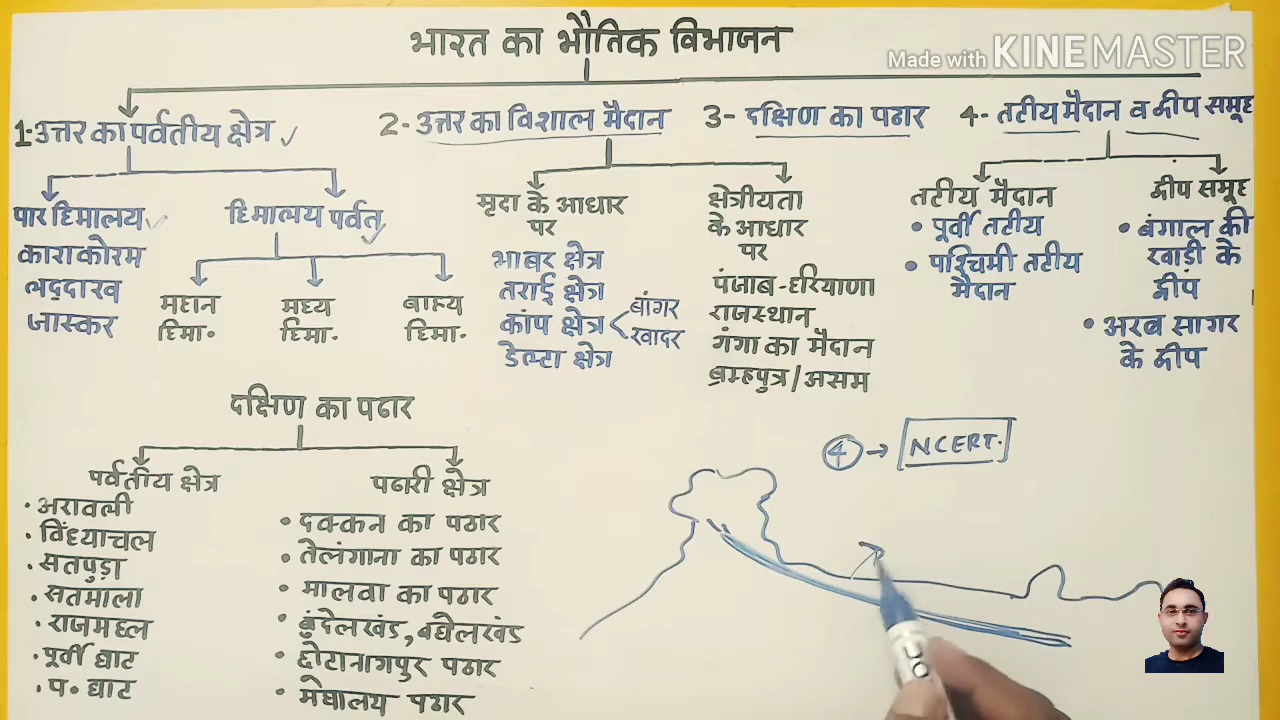 भारत का भौतिक विभाजन
Made with KINEMASTER
1. उत्तर का पर्वतीय क्षेत्र
2- उत्तर का विशाल मैदान
3- दक्षिण का पठार
4- तटीय मैदान व द्वीप समूह
पार हिमालय
काराकोरम
लद्दाख
जास्कर
हिमालय पर्वत
महान
हिमा.
मध्य
हिमा.
बाह्य
हिमा.
मृदा के आधार
पर
भाबर क्षेत्र
तराई क्षेत्र
कांप क्षेत्र
बांगर
खादर
डेल्टा क्षेत्र
क्षेत्रीयता
के आधार
पर
पंजाब-हरियाणा
राजस्थान
गंगा का मैदान
ब्रम्हपुत्र/असम
तटीय मैदान
• पूर्वी तटीय
• पश्चिमी तटीय
मैदान
द्वीप समूह
• बंगाल की
खाड़ी के
द्वीप
• अरब सागर
के द्वीप
दक्षिण का पठार
पर्वतीय क्षेत्र
• अरावली
• विंध्याचल
• सतपुड़ा
• सतमाला
• राजमहल
• पूर्वी घाट
• प॰ घाट
पठारी क्षेत्र
• दक्कन का पठार
• तेलंगाना का पठार
• मालवा का पठार
• बुंदेलखंड, बघेलखंड
• छोटानागपुर पठार
• मेघालय पठार
4 → NCERT.